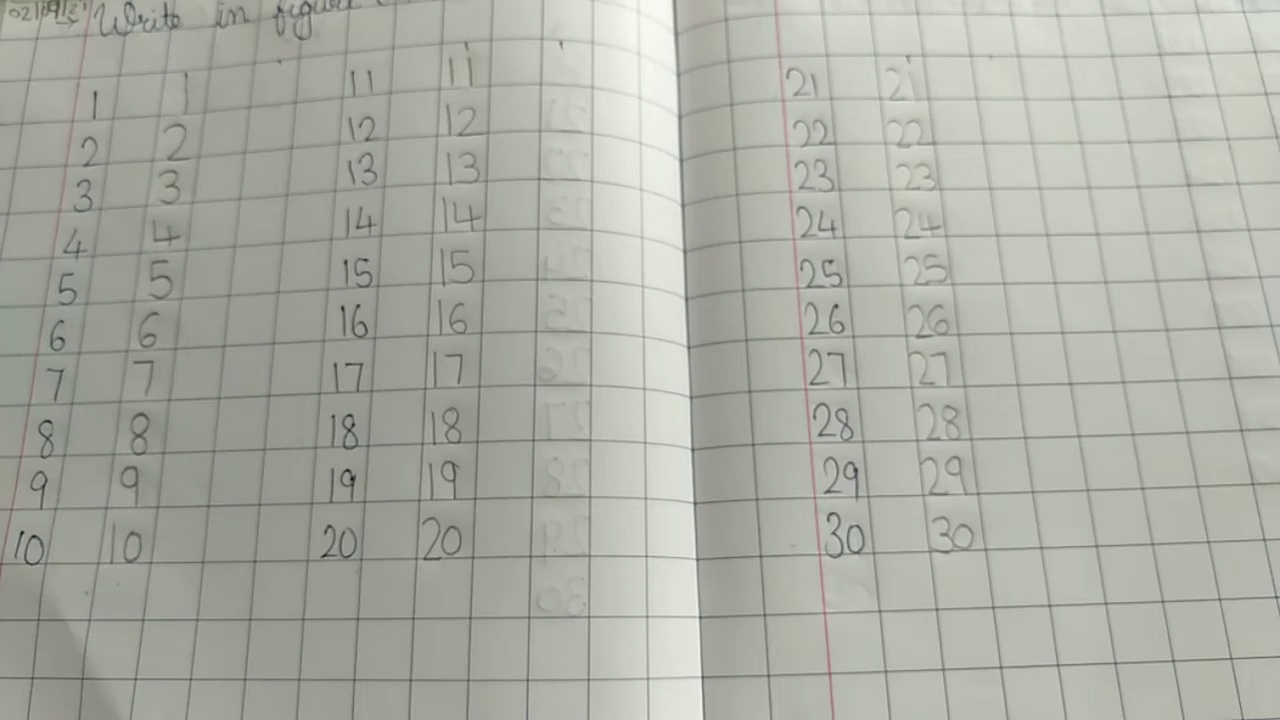 Write in figure
1 1 11 11 21 21
2 2 12 12 22 22
3 3 13 13 23 23
4 4 14 14 24 24
5 5 15 15 25 25
6 6 16 16 26 26
7 7 17 17 27 27
8 8 18 18 28 28
9 9 19 19 29 29
10 10 20 20 30 30